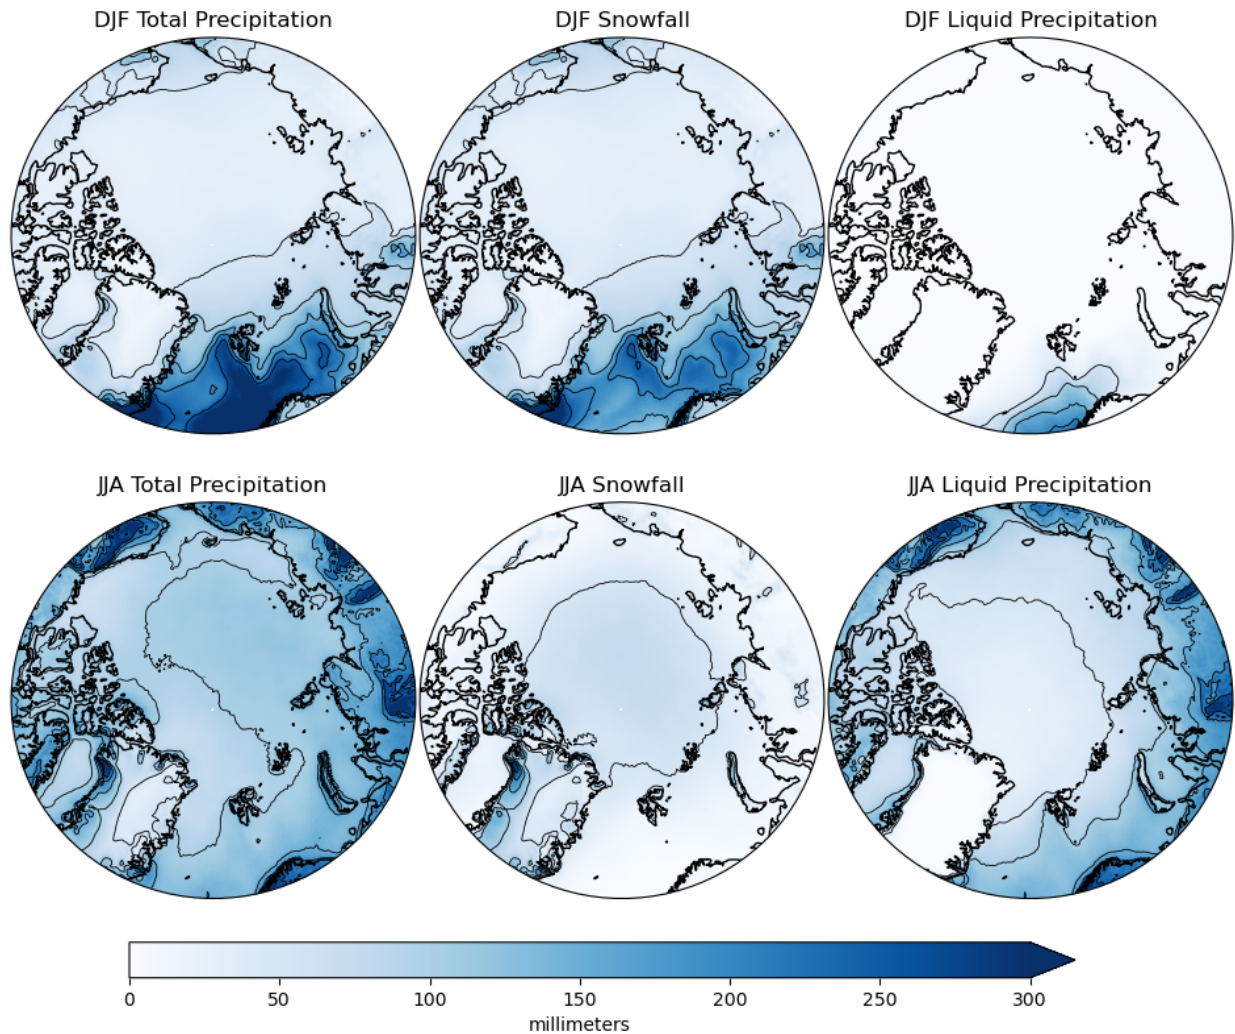 DJF Total Precipitation DJF Snowfall DJF Liquid Precipitation
JJA Total Precipitation JJA Snowfall JJA Liquid Precipitation
0 50 100 150 200 250 300
millimeters